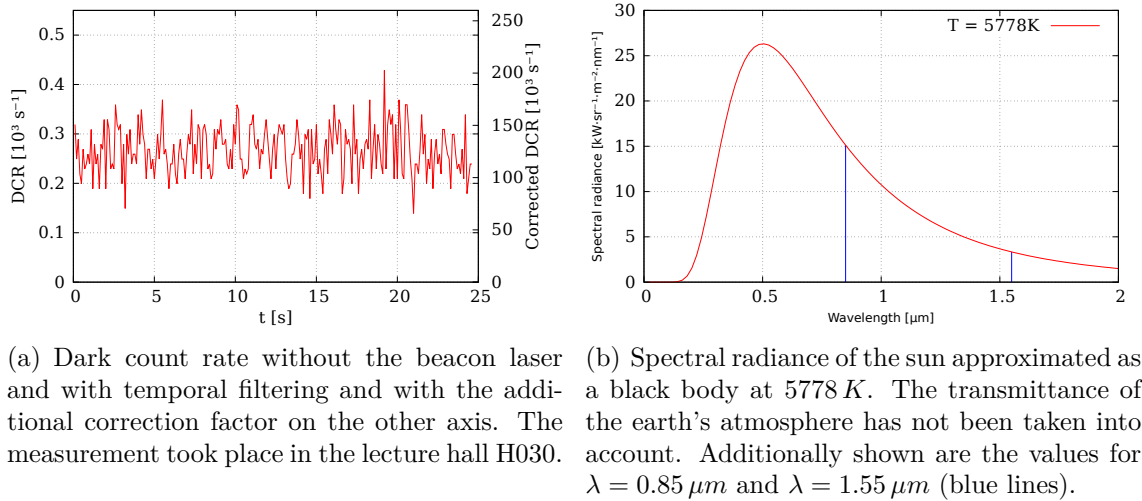 DCR [10³ s⁻¹]
0.5
0.4
0.3
0.2
0.1
0
0 5 10 15 20 25
t [s]
250
200
150
100
50
0
Corrected DCR [10³ s⁻¹]
Spectral radiance [kW·sr⁻¹·m⁻²·nm⁻¹]
30
25
20
15
10
5
0
0 0.5 1 1.5 2
Wavelength [μm]
T = 5778K
(a) Dark count rate without the beacon laser
and with temporal filtering and with the addi-
tional correction factor on the other axis. The
measurement took place in the lecture hall H030.
(b) Spectral radiance of the sun approximated as
a black body at 5778 K. The transmittance of
the earth's atmosphere has not been taken into
account. Additionally shown are the values for
λ = 0.85 μm and λ = 1.55 μm (blue lines).